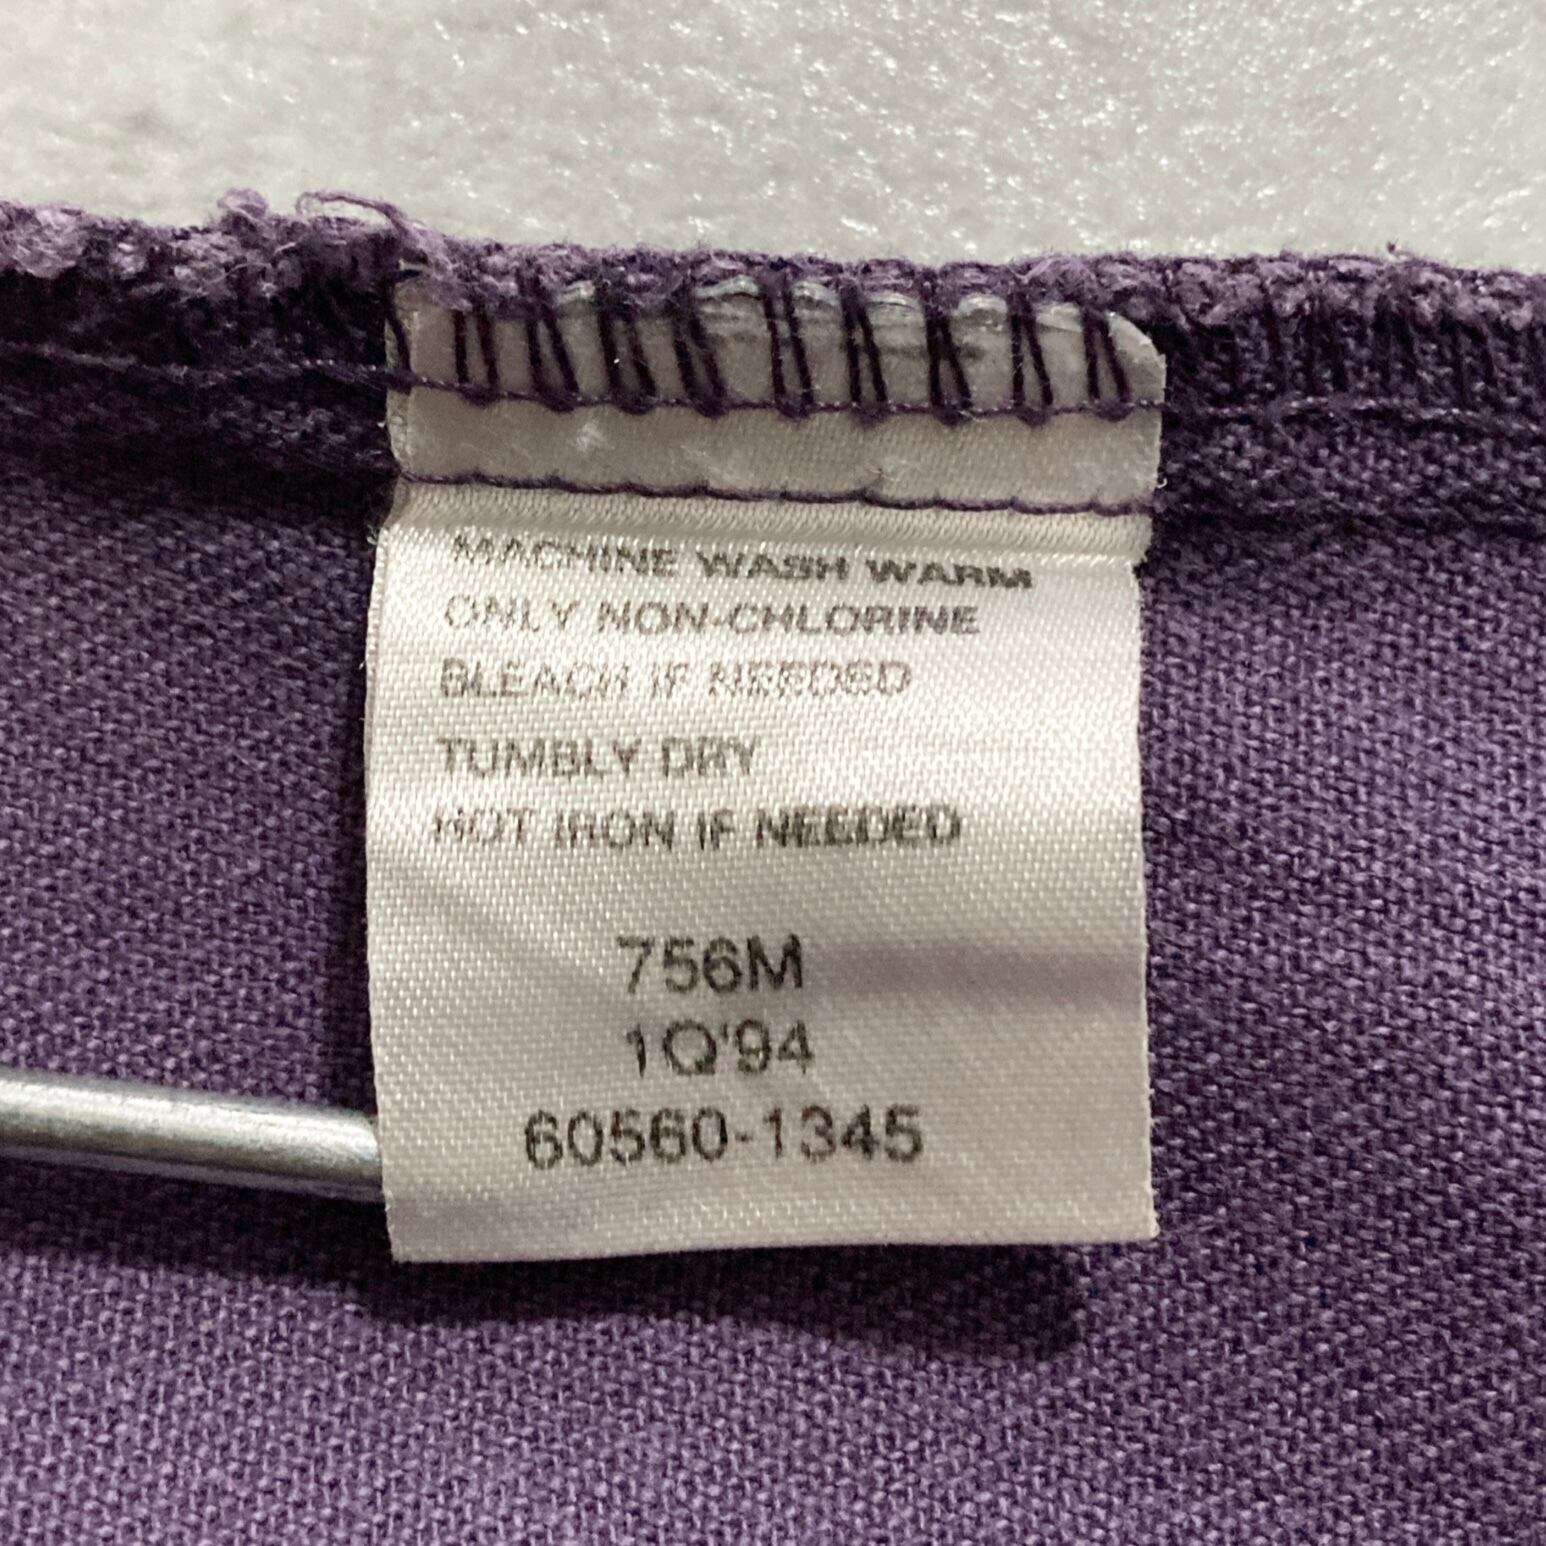 MACHINE WASH WARM
ONLY NON-CHLORINE
BLEACH IF NEEDED
TUMBLY DRY
HOT IRON IF NEEDED
756M
1Q'94
60560-1345